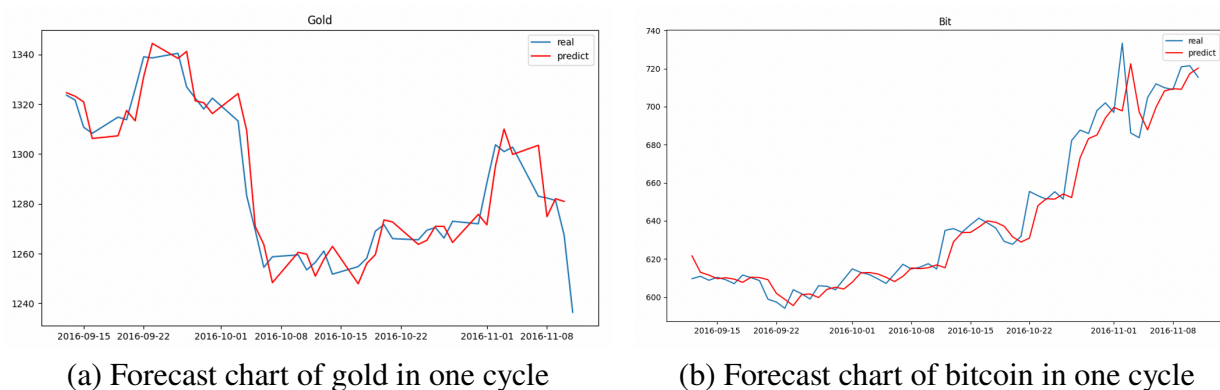 Gold
real
predict
1340
1320
1300
1280
1260
1240
2016-09-15 2016-09-22 2016-10-01 2016-10-08 2016-10-15 2016-10-22 2016-11-01 2016-11-08
(a) Forecast chart of gold in one cycle
Bit
real
predict
740
720
700
680
660
640
620
600
2016-09-15 2016-09-22 2016-10-01 2016-10-08 2016-10-15 2016-10-22 2016-11-01 2016-11-08
(b) Forecast chart of bitcoin in one cycle